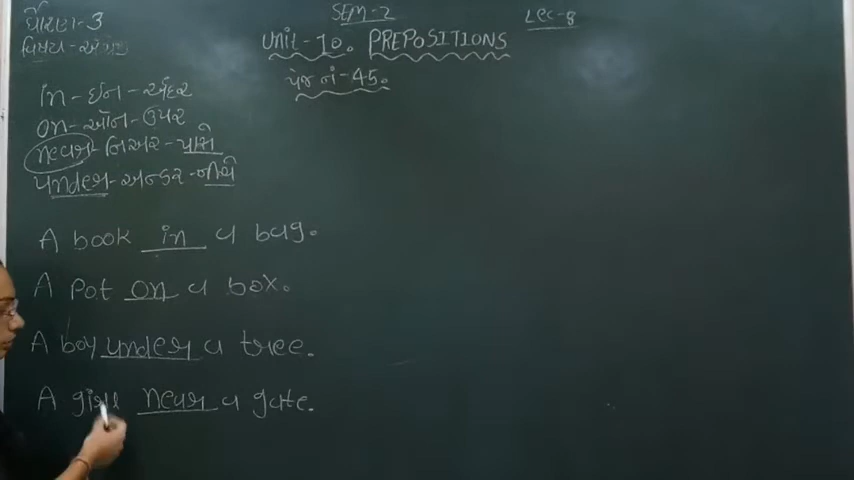 ધોરણ-3
SEM-2
Lec-8
વિષય-અંગ્રેજી
Unit-10. PREPOSITIONS
પેજ નં-45.
in-ઈન-અંદર
on-ઓન-ઉપર
near-નિઅર-પાસે
under-અન્ડર-નીચે
A book in a bag.
A pot on a box.
A boy under a tree.
A girl near a gate.